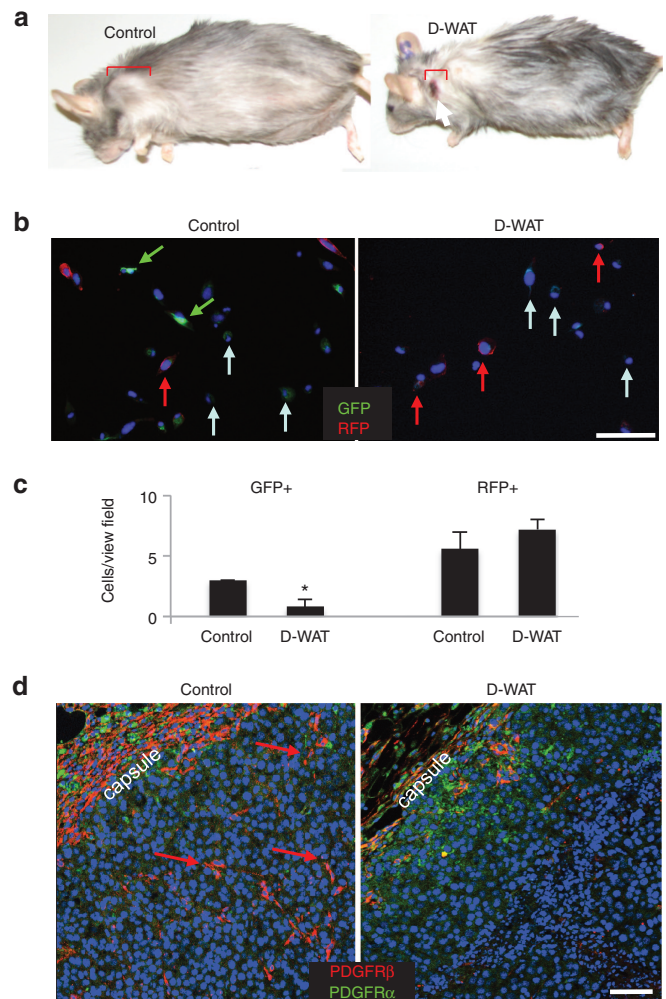 a
Control
D-WAT
b
Control
D-WAT
GFP
RFP
c
GFP+
RFP+
Cells/view field
10
5
0
*
Control
D-WAT
Control
D-WAT
d
Control
D-WAT
capsule
capsule
PDGFRβ
PDGFRα